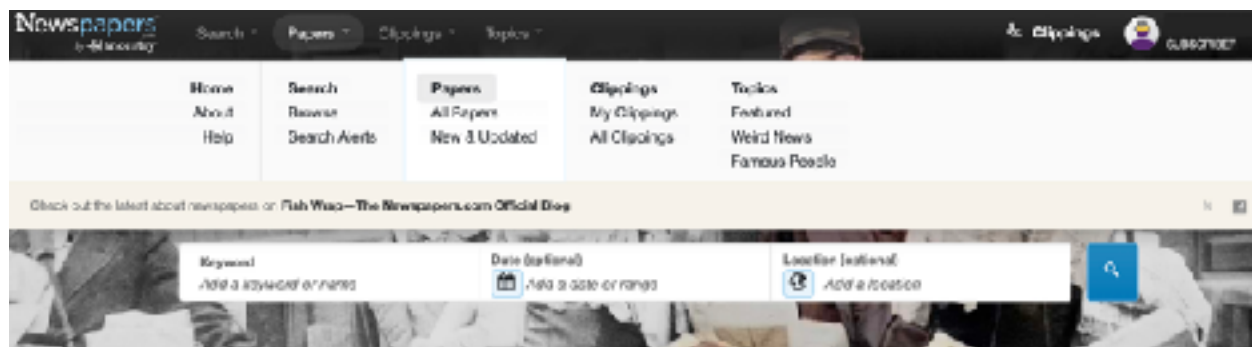 Newspapers
by ancestry
Search Papers Clippings Topics
Clippings
SUBSCRIBE
Home Search Papers Clippings Topics
About Browse All Papers My Clippings Featured
Help Search Alerts New & Updated All Clippings Weird News
Famous People
Check out the latest about newspapers on Fish Wrap—The Newspapers.com Official Blog
Keyword Date (optional) Location (optional)
Add a keyword or name Add a date or range Add a location